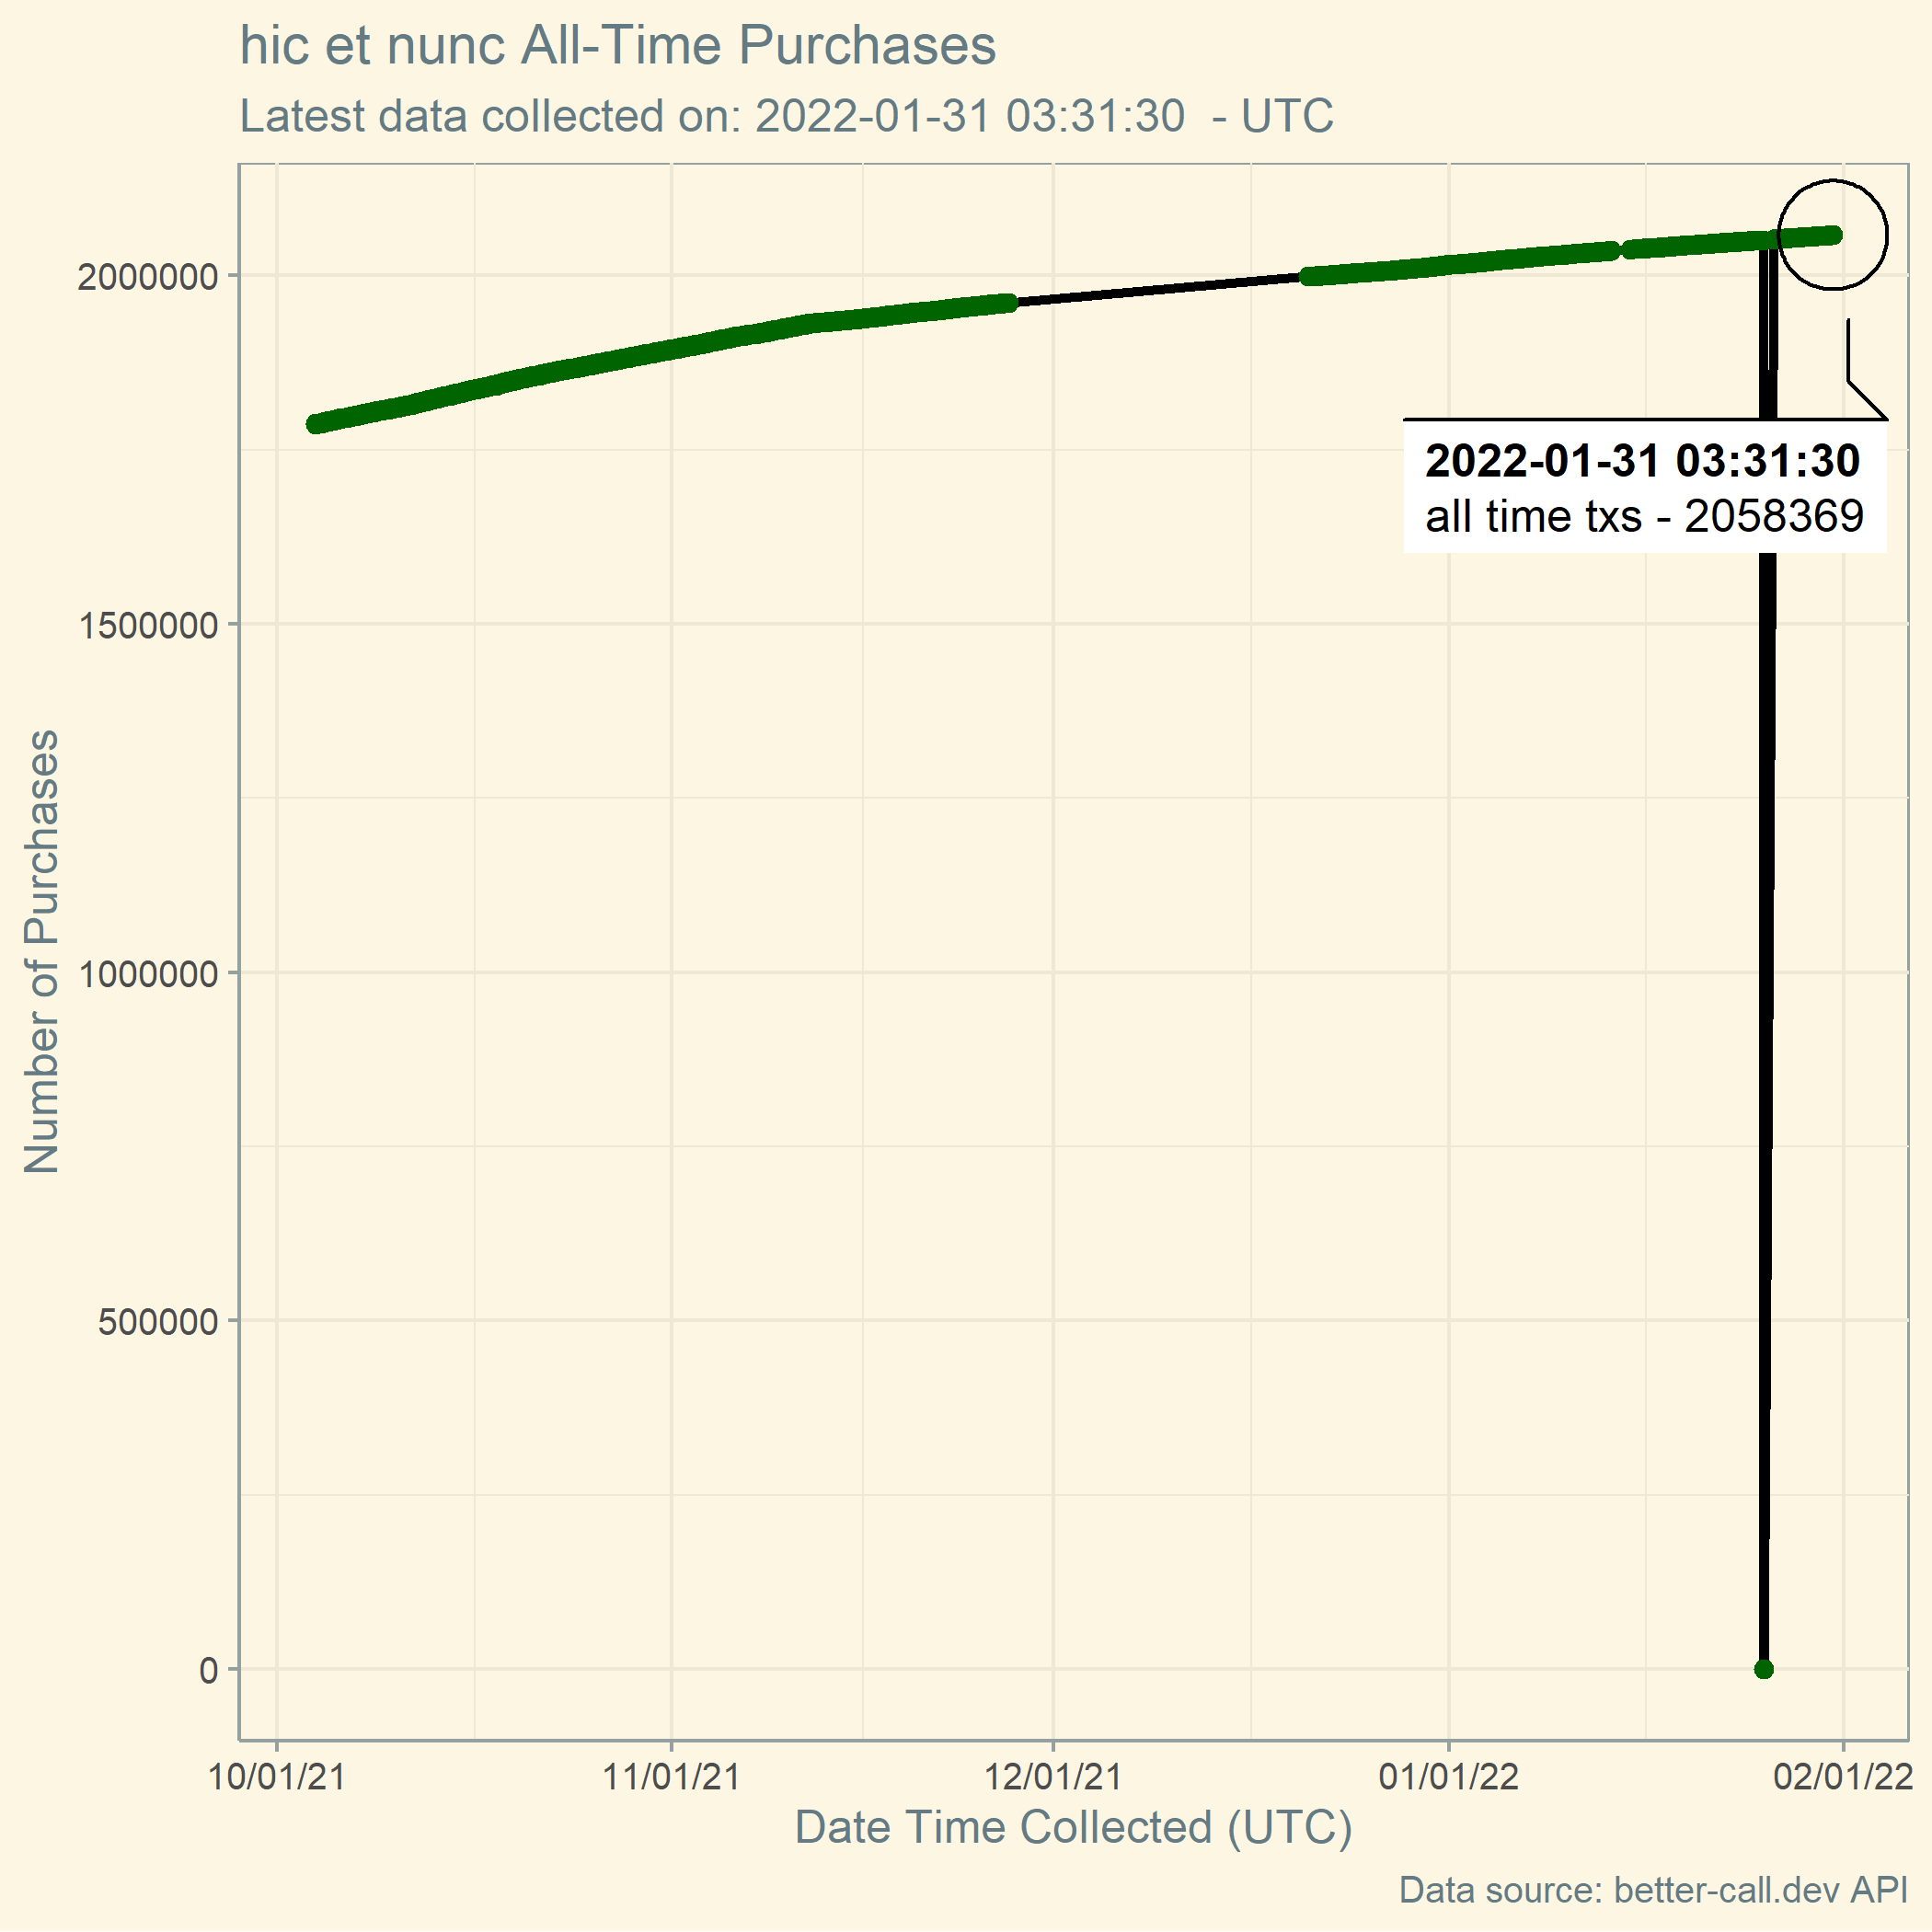 hic et nunc All-Time Purchases
Latest data collected on: 2022-01-31 03:31:30  - UTC
2000000
1500000
1000000
500000
0
Number of Purchases
2022-01-31 03:31:30
all time txs - 2058369
10/01/21
11/01/21
12/01/21
01/01/22
02/01/22
Date Time Collected (UTC)
Data source: better-call.dev API